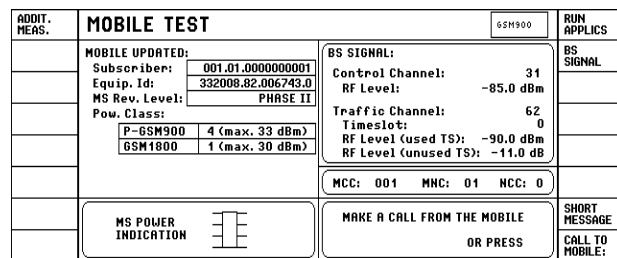 ADDIT.
MEAS.
MOBILE TEST
GSM900
RUN
APPLICS
MOBILE UPDATED:
Subscriber: 001.01.0000000001
Equip. Id: 332008.82.006743.0
MS Rev. Level: PHASE II
Pow. Class:
P-GSM900 4 (max. 33 dBm)
GSM1800 1 (max. 30 dBm)
BS SIGNAL:
Control Channel: 31
RF Level: -85.0 dBm
Traffic Channel: 62
Timeslot: 0
RF Level (used TS): -90.0 dBm
RF Level (unused TS): -11.0 dB
BS
SIGNAL
MCC: 001 MNC: 01 NCC: 0
MS POWER
INDICATION
MAKE A CALL FROM THE MOBILE
OR PRESS
SHORT
MESSAGE
CALL TO
MOBILE: